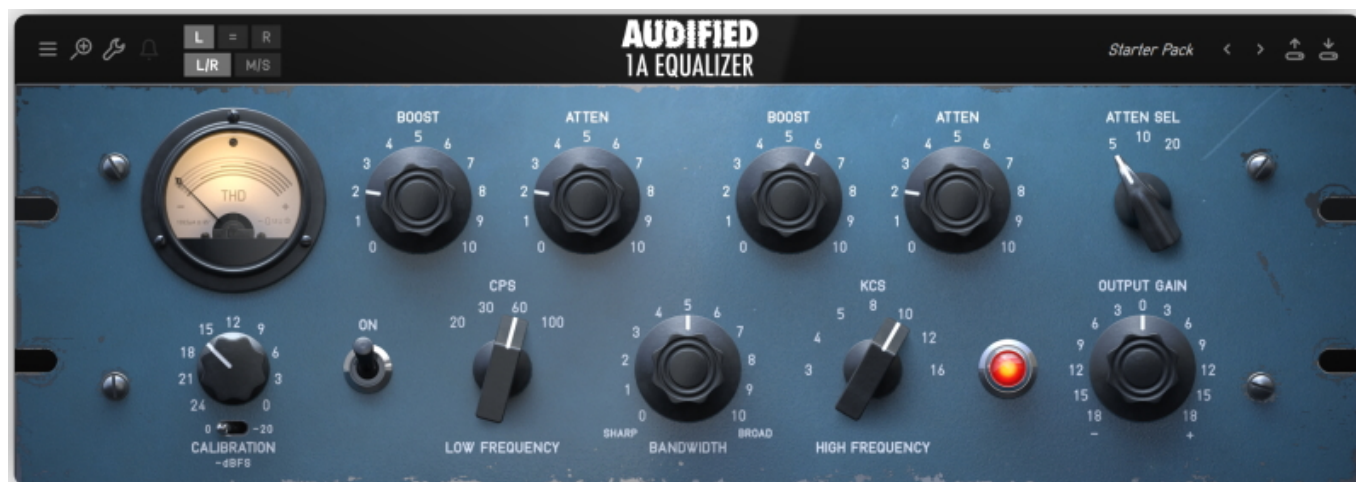 L = R
L/R M/S
AUDIFIED
1A EQUALIZER
Starter Pack
BOOST
0 1 2 3 4 5 6 7 8 9 10
ATTEN
0 1 2 3 4 5 6 7 8 9 10
BOOST
0 1 2 3 4 5 6 7 8 9 10
ATTEN
0 1 2 3 4 5 6 7 8 9 10
ATTEN SEL
5 10 20
THD
- +
24 21 18 15 12 9 6 3 0
0 -20
CALIBRATION
-dBFS
ON
CPS
20 30 60 100
LOW FREQUENCY
0 1 2 3 4 5 6 7 8 9 10
SHARP BROAD
BANDWIDTH
KCS
3 4 5 8 10 12 16
HIGH FREQUENCY
OUTPUT GAIN
18 15 12 9 6 3 0 3 6 9 12 15 18
- +